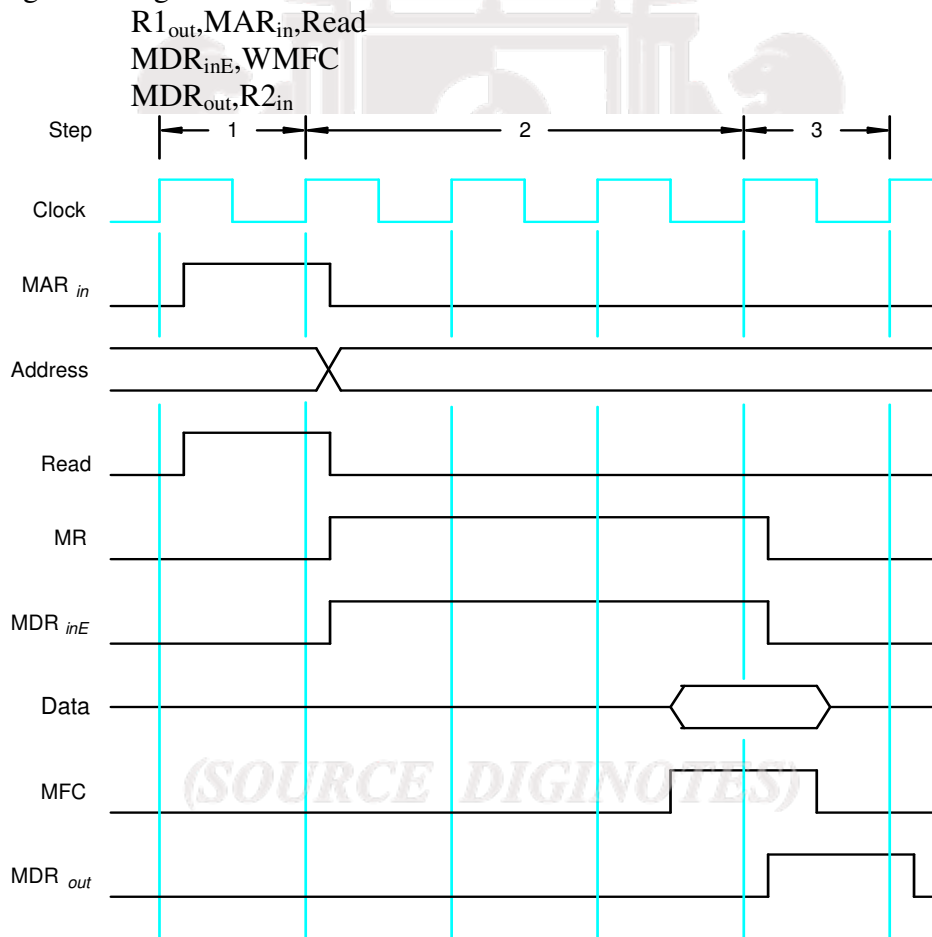 R1out,MARin,Read
MDRinE,WMFC
MDRout,R2in
Step 1 2 3
Clock
MAR in
Address
Read
MR
MDR inE
Data
(SOURCE DIGINOTES)
MFC
MDR out